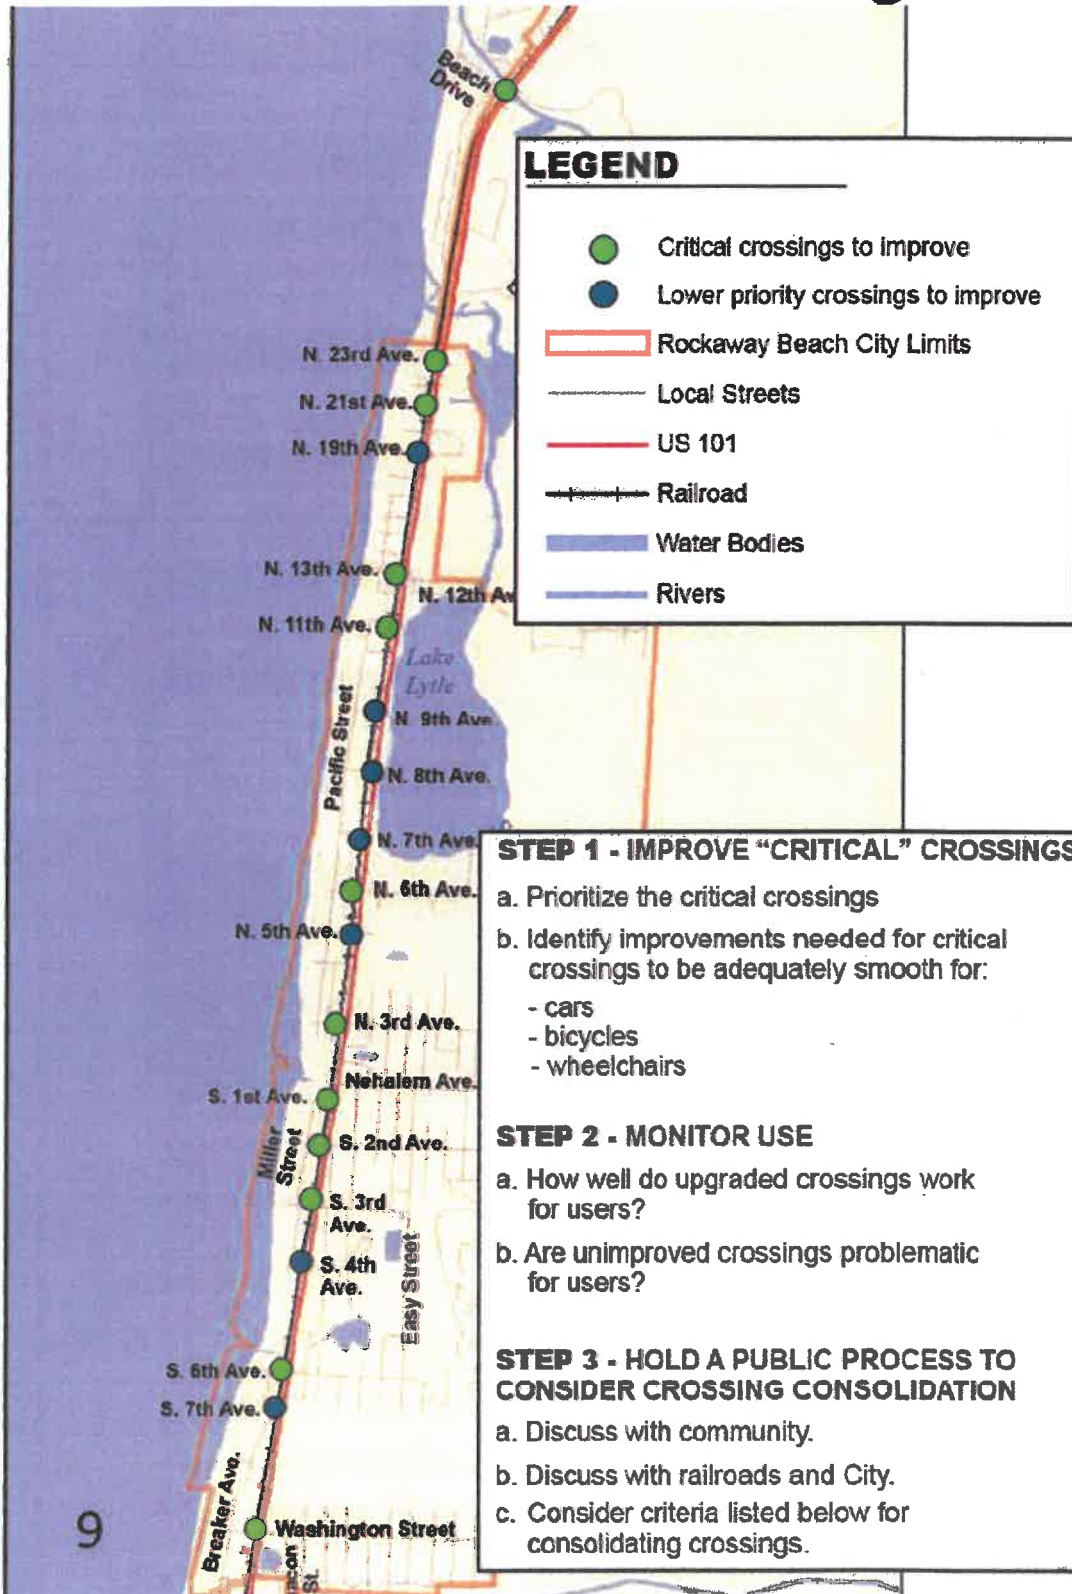 Beach
Drive
LEGEND
Critical crossings to improve
Lower priority crossings to improve
Rockaway Beach City Limits
Local Streets
US 101
Railroad
Water Bodies
Rivers
N. 23rd Ave.
N. 21st Ave.
N. 19th Ave.
N. 13th Ave.
N. 12th Av
N. 11th Ave.
Lake
Lytle
Pacific Street
N. 9th Ave.
N. 8th Ave.
N. 7th Ave.
N. 6th Ave.
N. 5th Ave.
N. 3rd Ave.
Nehalem Ave.
S. 1st Ave.
Miller
Street
S. 2nd Ave.
S. 3rd
Ave.
S. 4th
Ave.
Easy Street
S. 6th Ave.
S. 7th Ave.
Breaker Ave.
Washington Street
acon
St.
9
STEP 1 - IMPROVE “CRITICAL” CROSSINGS
a. Prioritize the critical crossings
b. Identify improvements needed for critical
crossings to be adequately smooth for:
- cars
- bicycles
- wheelchairs
STEP 2 - MONITOR USE
a. How well do upgraded crossings work
for users?
b. Are unimproved crossings problematic
for users?
STEP 3 - HOLD A PUBLIC PROCESS TO
CONSIDER CROSSING CONSOLIDATION
a. Discuss with community.
b. Discuss with railroads and City.
c. Consider criteria listed below for
consolidating crossings.